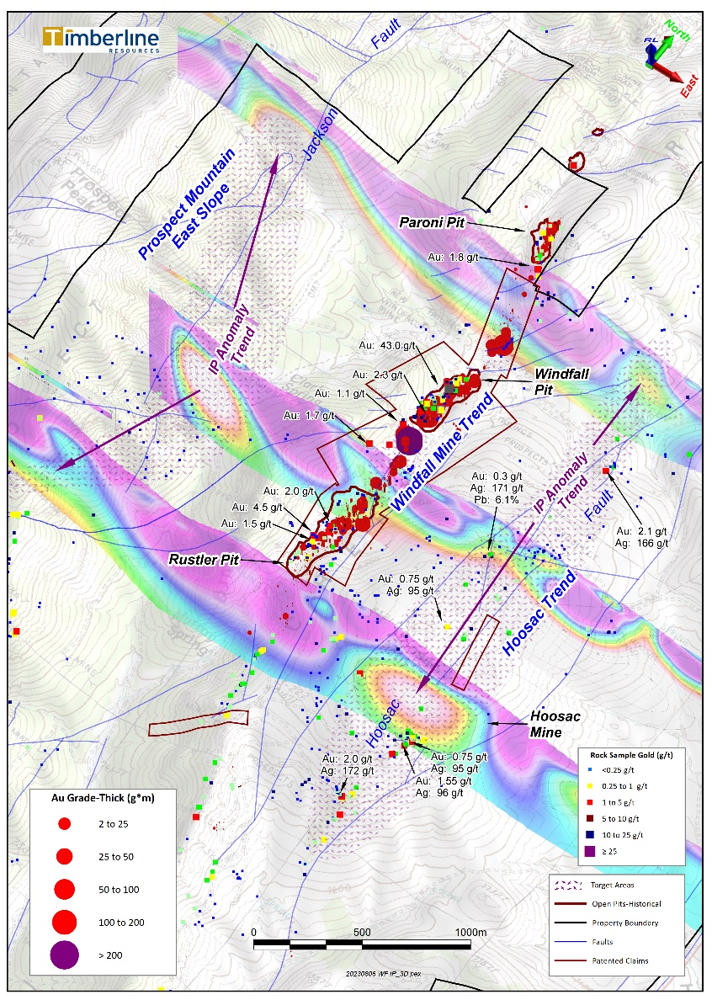 Timberline
RESOURCES
Fault
RL
North
East
Jackson
Prospect Mountain
East Slope
Paroni Pit
Au: 1.8 g/t
IP Anomaly
Trend
Au: 43.0 g/t
Au: 2.3 g/t
Au: 1.1 g/t
Au: 1.7 g/t
Windfall
Pit
Windfall Mine Trend
Au: 0.3 g/t
Ag: 171 g/t
Pb: 6.1%
IP Anomaly
Trend
Fault
Au: 2.1 g/t
Ag: 166 g/t
Au: 2.0 g/t
Au: 4.5 g/t
Au: 1.5 g/t
Rustler Pit
Au: 0.75 g/t
Ag: 95 g/t
Hoosac Trend
Hoosac
Hoosac
Mine
Au: 2.0 g/t
Ag: 172 g/t
Au: 0.75 g/t
Ag: 95 g/t
Au: 1.55 g/t
Ag: 96 g/t
Au Grade-Thick (g*m)
2 to 25
25 to 50
50 to 100
100 to 200
> 200
Rock Sample Gold (g/t)
<0.25 g/t
0.25 to 1 g/t
1 to 5 g/t
5 to 10 g/t
10 to 25 g/t
≥ 25
Target Areas
Open Pits-Historical
Property Boundary
Faults
Patented Claims
0 500 1000m
20230806 WF IP_3D.pex